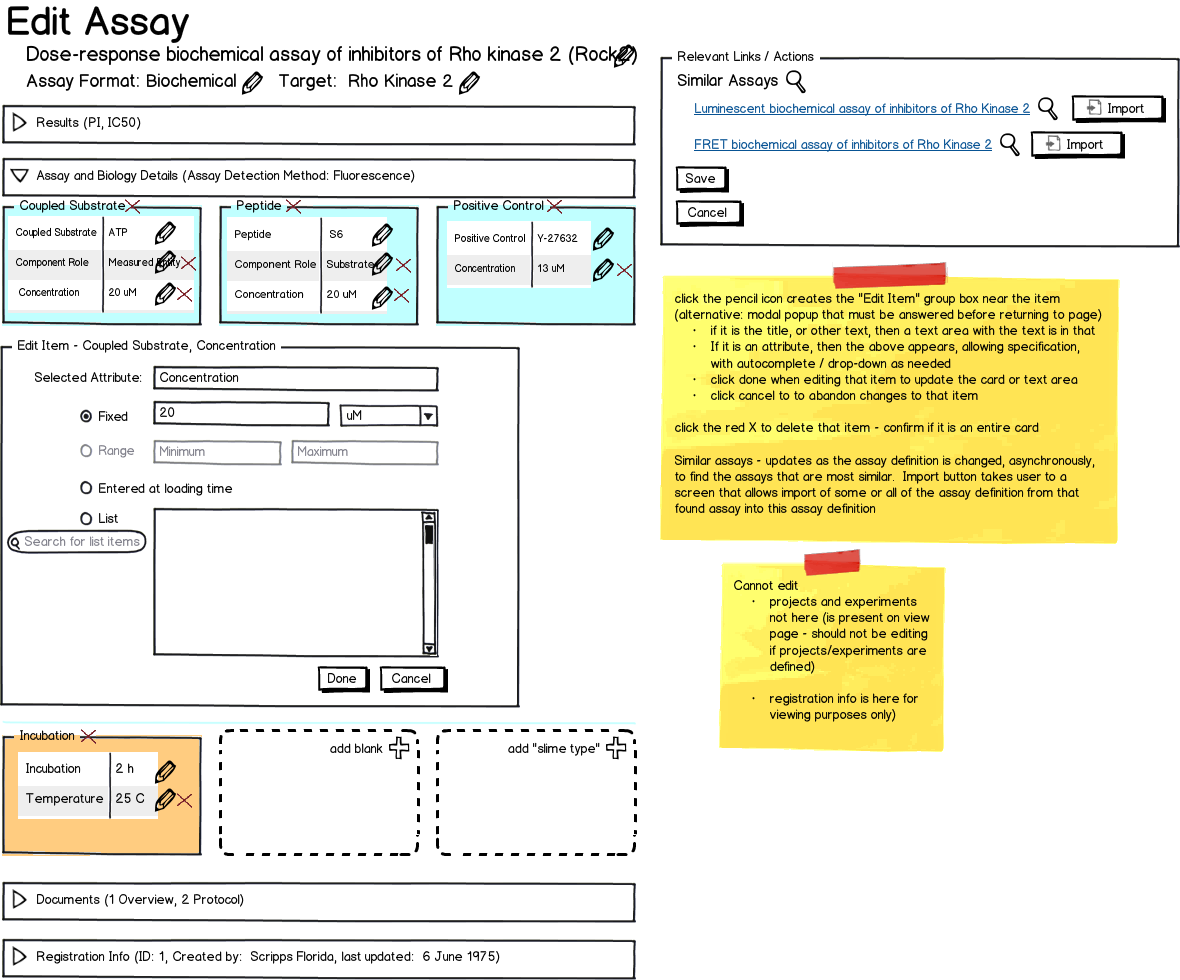 Edit Assay
Dose-response biochemical assay of inhibitors of Rho kinase 2 (Rock2)
Assay Format: Biochemical
Target: Rho Kinase 2
Results (PI, IC50)
Assay and Biology Details (Assay Detection Method: Fluorescence)
Coupled Substrate
Coupled Substrate ATP
Component Role Measured Entity
Concentration 20 uM
Peptide
Peptide S6
Component Role Substrate
Concentration 20 uM
Positive Control
Positive Control Y-27632
Concentration 13 uM
Edit Item - Coupled Substrate, Concentration
Selected Attribute: Concentration
Fixed 20 uM
Range Minimum Maximum
Entered at loading time
List
Search for list items
Done Cancel
Incubation
Incubation 2 h
Temperature 25 C
add blank
add "slime type"
Documents (1 Overview, 2 Protocol)
Registration Info (ID: 1, Created by: Scripps Florida, last updated: 6 June 1975)
Relevant Links / Actions
Similar Assays
Luminescent biochemical assay of inhibitors of Rho Kinase 2 Import
FRET biochemical assay of inhibitors of Rho Kinase 2 Import
Save
Cancel
click the pencil icon creates the "Edit Item" group box near the item
(alternative: modal popup that must be answered before returning to page)
· if it is the title, or other text, then a text area with the text is in that
· If it is an attribute, then the above appears, allowing specification,
with autocomplete / drop-down as needed
· click done when editing that item to update the card or text area
· click cancel to to abandon changes to that item
click the red X to delete that item - confirm if it is an entire card
Similar assays - updates as the assay definition is changed, asynchronously,
to find the assays that are most similar. Import button takes user to a
screen that allows import of some or all of the assay definition from that
found assay into this assay definition
Cannot edit
· projects and experiments
not here (is present on view
page - should not be editing
if projects/experiments are
defined)
· registration info is here for
viewing purposes only)